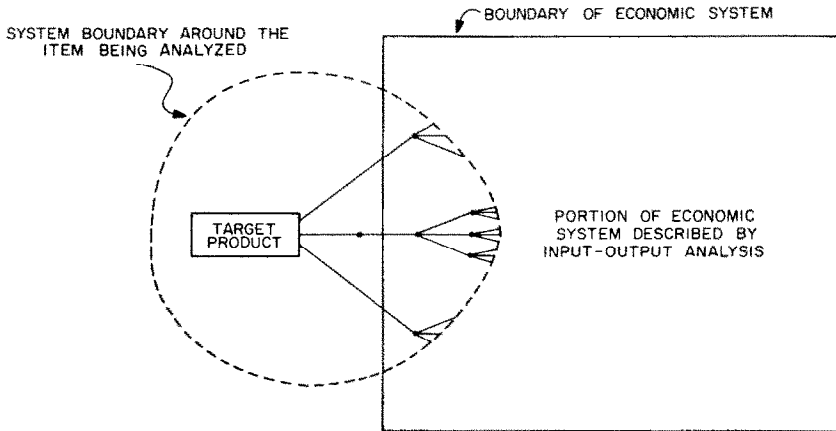 BOUNDARY OF ECONOMIC SYSTEM
SYSTEM BOUNDARY AROUND THE
ITEM BEING ANALYZED
TARGET
PRODUCT
PORTION OF ECONOMIC
SYSTEM DESCRIBED BY
INPUT-OUTPUT ANALYSIS